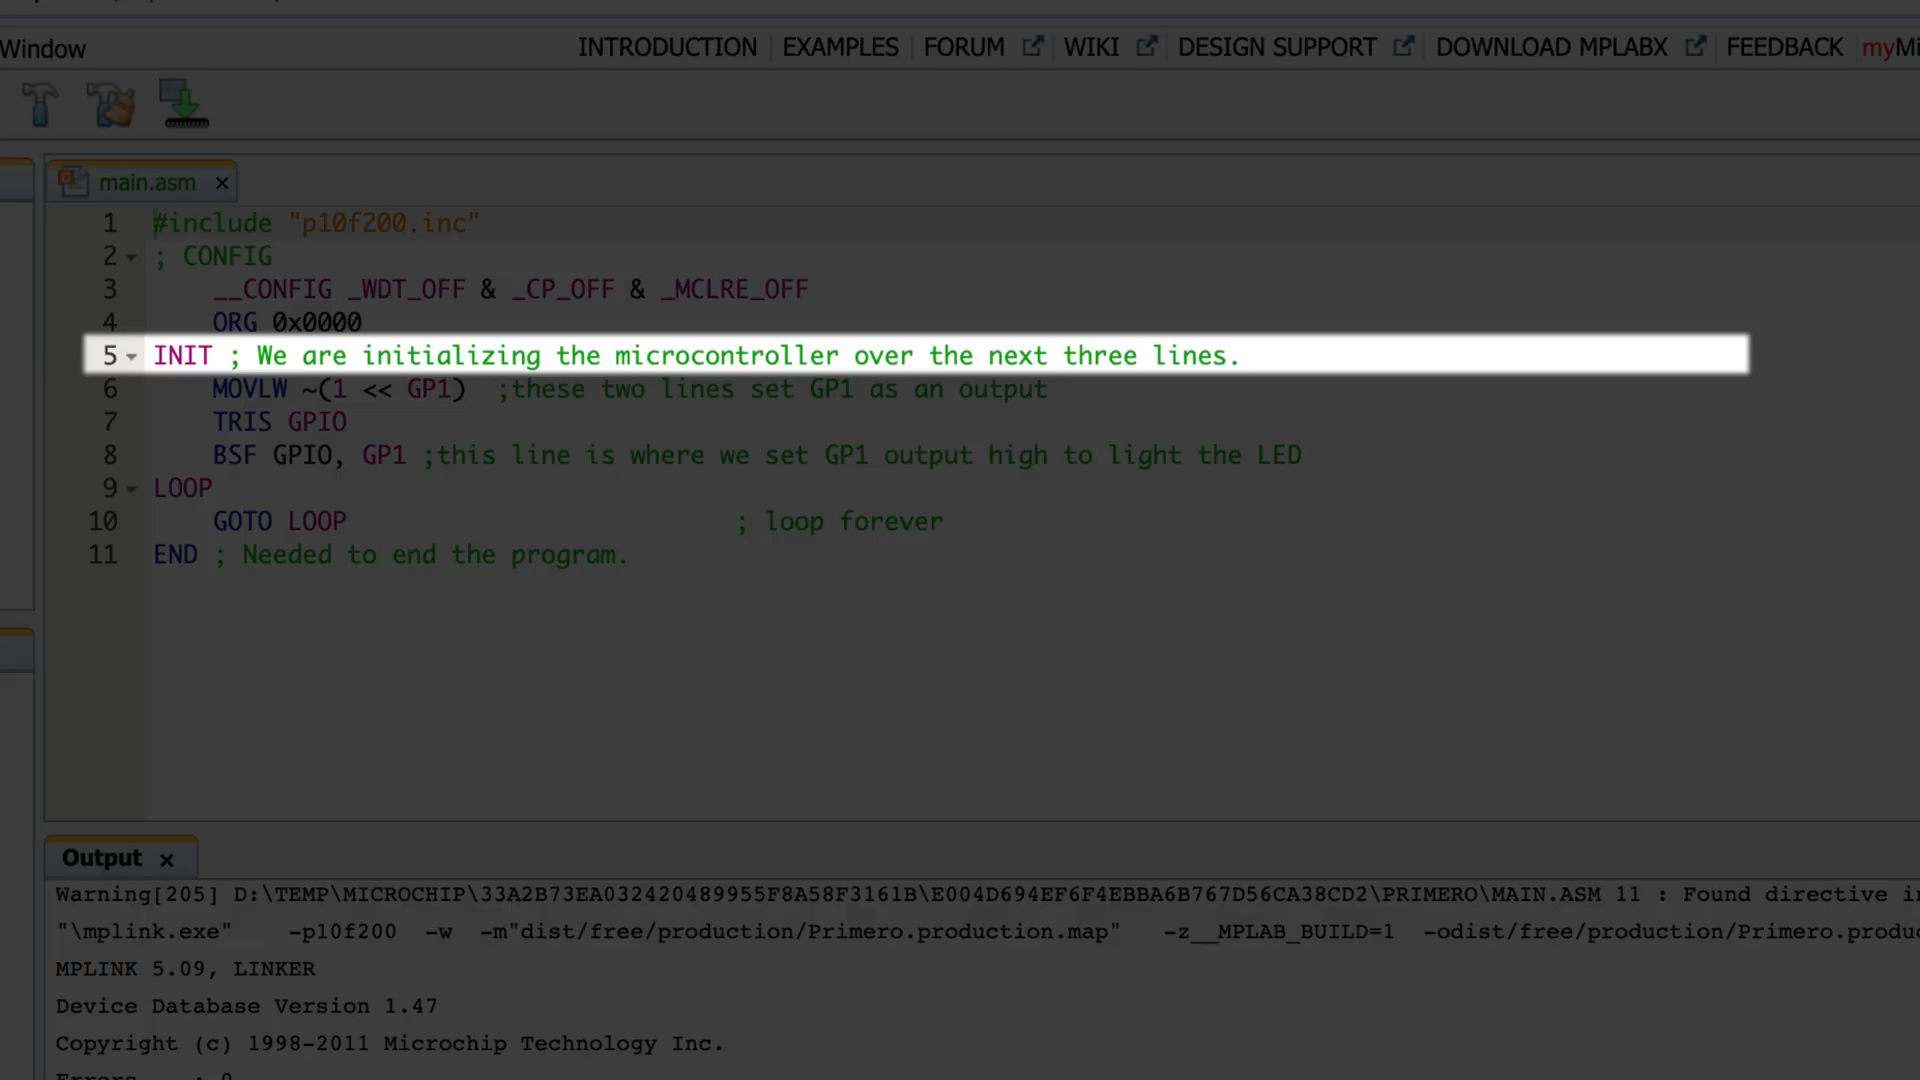 Window INTRODUCTION EXAMPLES FORUM WIKI DESIGN SUPPORT DOWNLOAD MPLABX FEEDBACK
main.asm
1 #include "p10f200.inc"
2 ; CONFIG
3 __CONFIG _WDT_OFF & _CP_OFF & _MCLRE_OFF
4 ORG 0x0000
5 INIT ; We are initializing the microcontroller over the next three lines.
6 MOVLW ~(1 << GP1) ;these two lines set GP1 as an output
7 TRIS GPIO
8 BSF GPIO, GP1 ;this line is where we set GP1 output high to light the LED
9 LOOP
10 GOTO LOOP ; loop forever
11 END ; Needed to end the program.
Output
Warning[205] D:\TEMP\MICROCHIP\33A2B73EA032420489955F8A58F3161B\E004D694EF6F4EBBA6B767D56CA38CD2\PRIMERO\MAIN.ASM 11 : Found directive in
"\mplink.exe" -p10f200 -w -m"dist/free/production/Primero.production.map" -z__MPLAB_BUILD=1 -odist/free/production/Primero.produc
MPLINK 5.09, LINKER
Device Database Version 1.47
Copyright (c) 1998-2011 Microchip Technology Inc.
Errors : 0